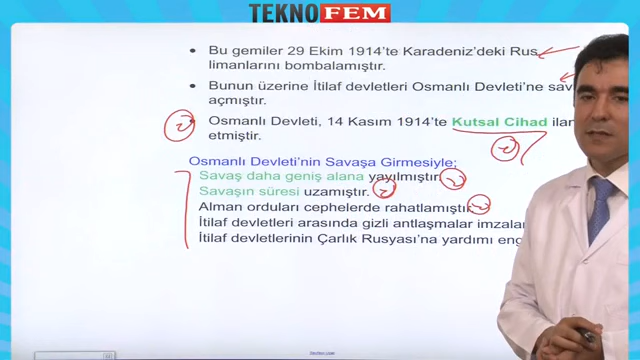 TEKNOFEM
• Bu gemiler 29 Ekim 1914'te Karadeniz'deki Rus
limanlarını bombalamıştır.
• Bunun üzerine İtilaf devletleri Osmanlı Devleti'ne sav
açmıştır.
• Osmanlı Devleti, 14 Kasım 1914'te Kutsal Cihad ilan
etmiştir.
Osmanlı Devleti'nin Savaşa Girmesiyle;
Savaş daha geniş alana yayılmıştır.
Savaşın süresi uzamıştır.
Alman orduları cephelerde rahatlamıştır.
İtilaf devletleri arasında gizli antlaşmalar imzalan
İtilaf devletlerinin Çarlık Rusyası'na yardımı eng